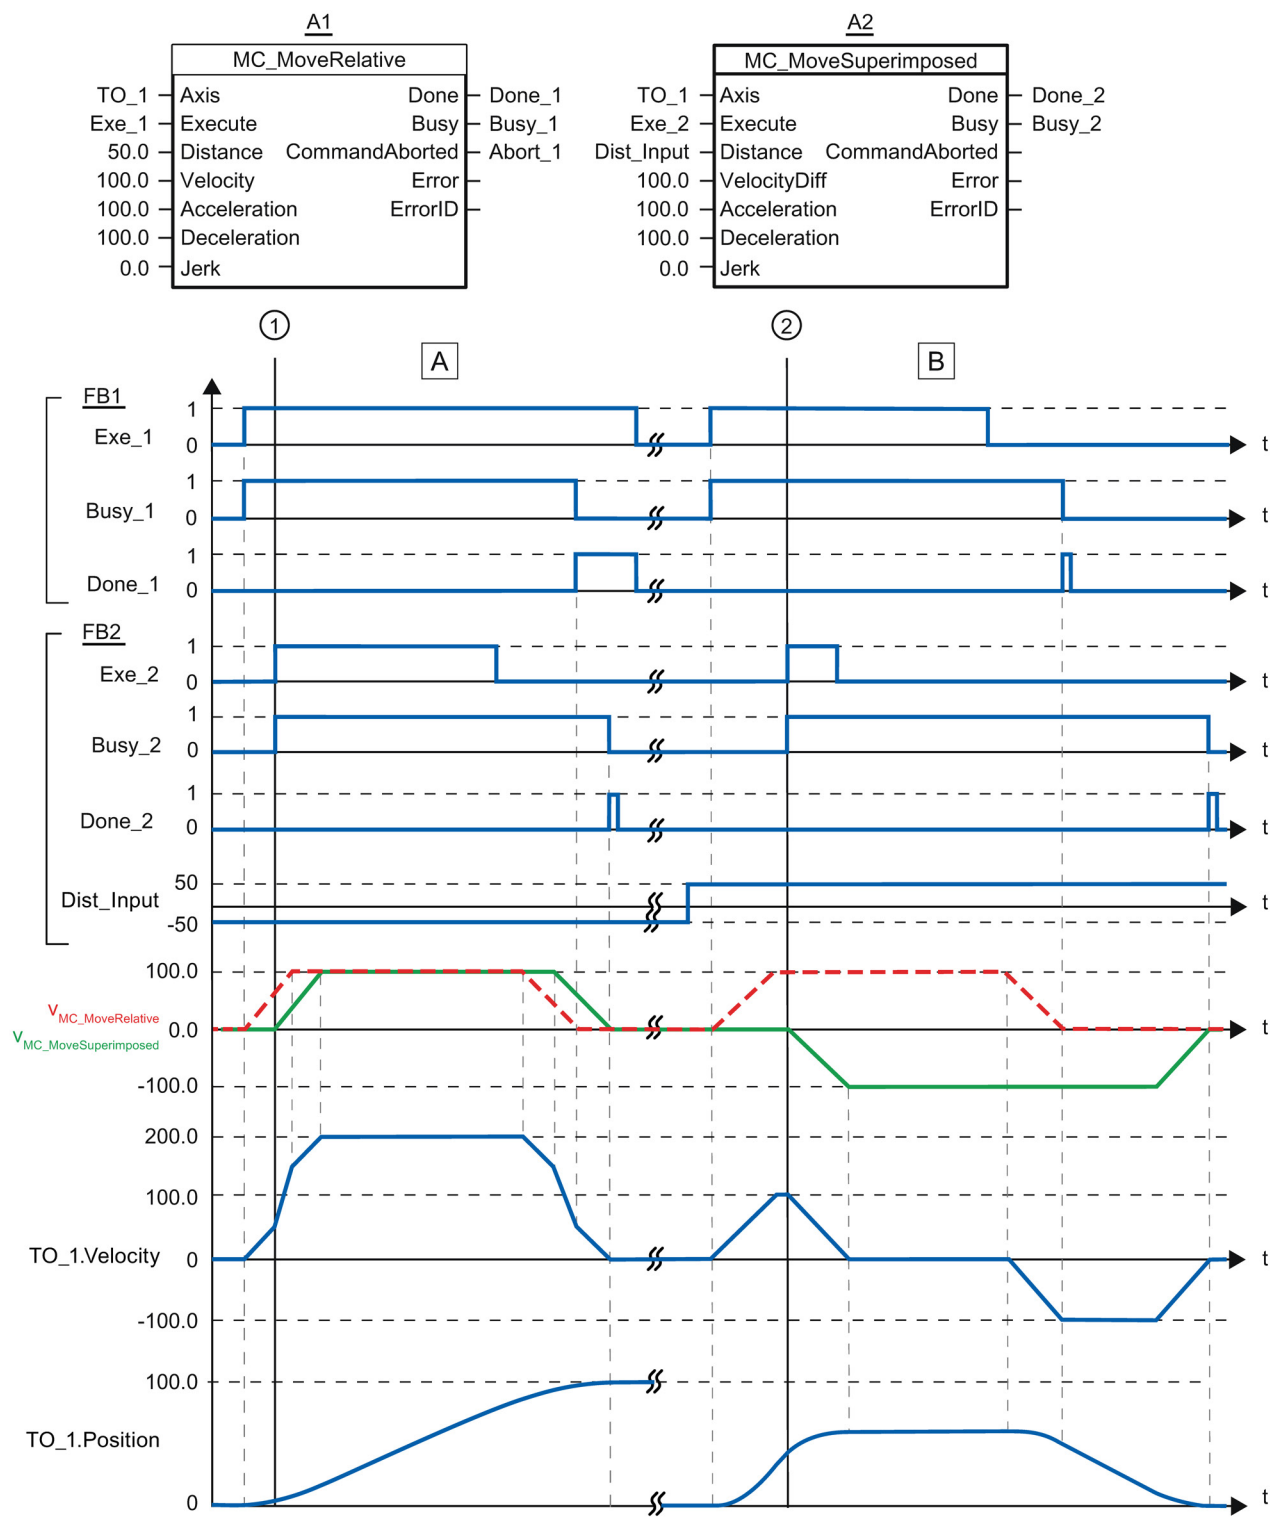 A1
A2
MC_MoveRelative
MC_MoveSuperimposed
TO_1 Axis Done Done_1
TO_1 Axis Done Done_2
Exe_1 Execute Busy Busy_1
Exe_2 Execute Busy Busy_2
50.0 Distance CommandAborted Abort_1
Dist_Input Distance CommandAborted
100.0 Velocity Error
100.0 VelocityDiff Error
100.0 Acceleration ErrorID
100.0 Acceleration ErrorID
100.0 Deceleration
100.0 Deceleration
0.0 Jerk
0.0 Jerk
1
2
A
B
FB1
1
Exe_1
0
t
1
Busy_1
0
t
1
Done_1
0
t
FB2
1
Exe_2
0
t
1
Busy_2
0
t
1
Done_2
0
t
50
Dist_Input
t
-50
100.0
vMC_MoveRelative
0.0
t
vMC_MoveSuperimposed
-100.0
200.0
100.0
TO_1.Velocity
0
t
-100.0
100.0
TO_1.Position
0
t